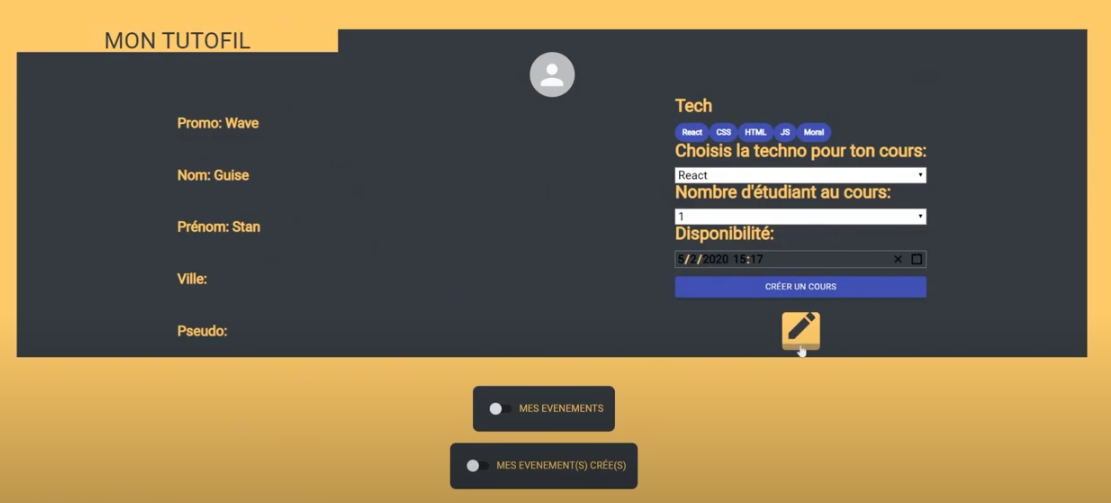 MON TUTOFIL
Promo: Wave
Nom: Guise
Prénom: Stan
Ville:
Pseudo:
Tech
React CSS HTML JS Moral
Choisis la techno pour ton cours:
React
Nombre d'étudiant au cours:
1
Disponibilité:
5/2/2020 15:17
CRÉER UN COURS
MES EVENEMENTS
MES EVENEMENT(S) CRÉE(S)